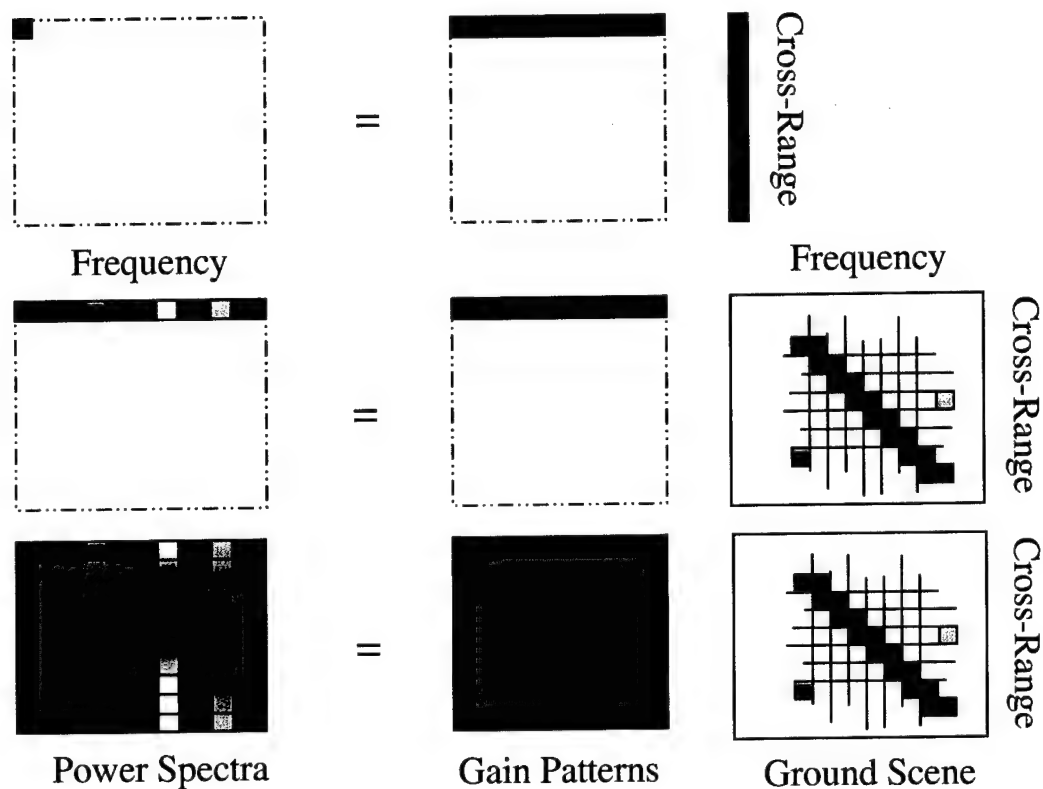 =
Cross-Range
Frequency
Frequency
=
Cross-Range
=
Cross-Range
Power Spectra
Gain Patterns
Ground Scene